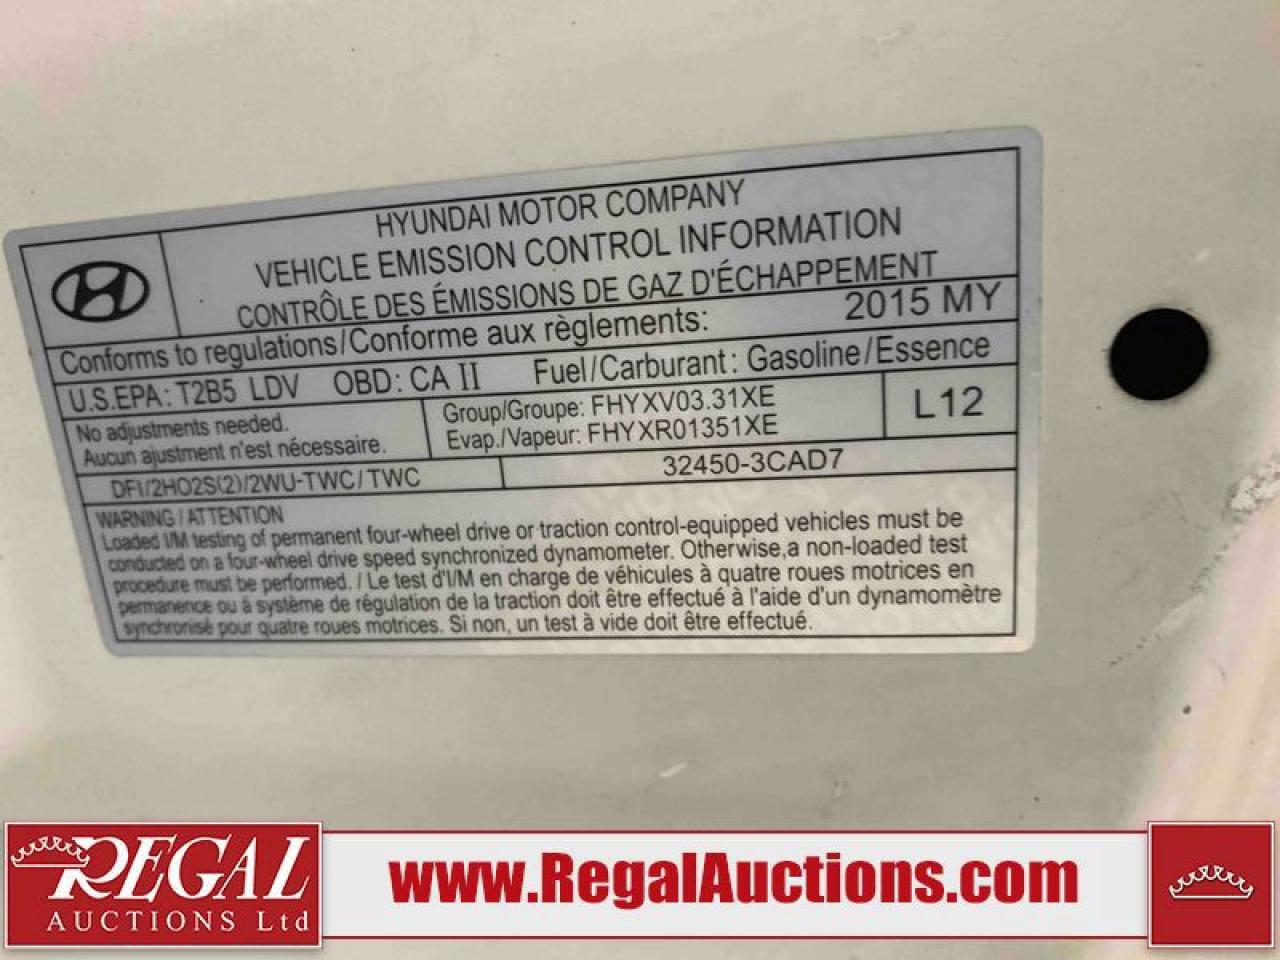 HYUNDAI MOTOR COMPANY
VEHICLE EMISSION CONTROL INFORMATION
CONTRÔLE DES ÉMISSIONS DE GAZ D'ÉCHAPPEMENT
Conforms to regulations/Conforme aux règlements: 2015 MY
U.S.EPA: T2B5 LDV OBD: CA II Fuel/Carburant: Gasoline/Essence
No adjustments needed.
Aucun ajustment n'est nécessaire.
Group/Groupe: FHYXV03.31XE
Evap./Vapeur: FHYXR01351XE
L12
DFI/2HO2S(2)/2WU-TWC/TWC
32450-3CAD7
WARNING / ATTENTION
Loaded I/M testing of permanent four-wheel drive or traction control-equipped vehicles must be
conducted on a four-wheel drive speed synchronized dynamometer. Otherwise,a non-loaded test
procedure must be performed. / Le test d'I/M en charge de véhicules à quatre roues motrices en
permanence ou à système de régulation de la traction doit être effectué à l'aide d'un dynamomètre
synchronisé pour quatre roues motrices. Si non, un test à vide doit être effectué.
REGAL
AUCTIONS Ltd
www.RegalAuctions.com